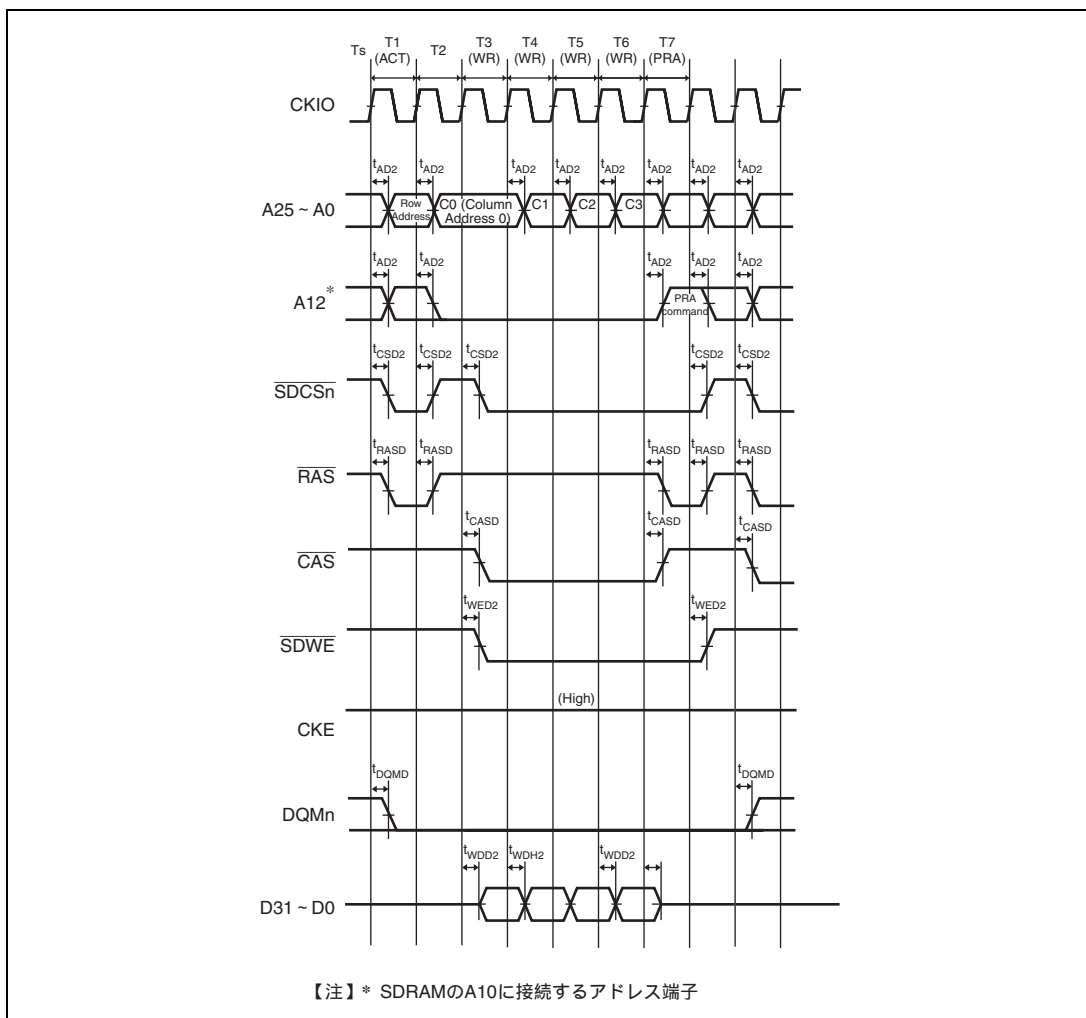 Ts T1 (ACT) T2 T3 (WR) T4 (WR) T5 (WR) T6 (WR) T7 (PRA)
CKIO
tAD2 tAD2 tAD2 tAD2 tAD2 tAD2 tAD2 tAD2
A25 ~ A0 Row Address C0 (Column Address 0) C1 C2 C3
tAD2 tAD2 tAD2 tAD2 tAD2
A12* PRA command
tCSD2 tCSD2 tCSD2 tCSD2 tCSD2
SDCSn
tRASD tRASD tRASD tRASD tRASD
RAS
tCASD tCASD tCASD
CAS
tWED2 tWED2
SDWE
(High)
CKE
tDQMD tDQMD
DQMn
tWDD2 tWDH2 tWDD2
D31 ~ D0
【注】* SDRAMのA10に接続するアドレス端子